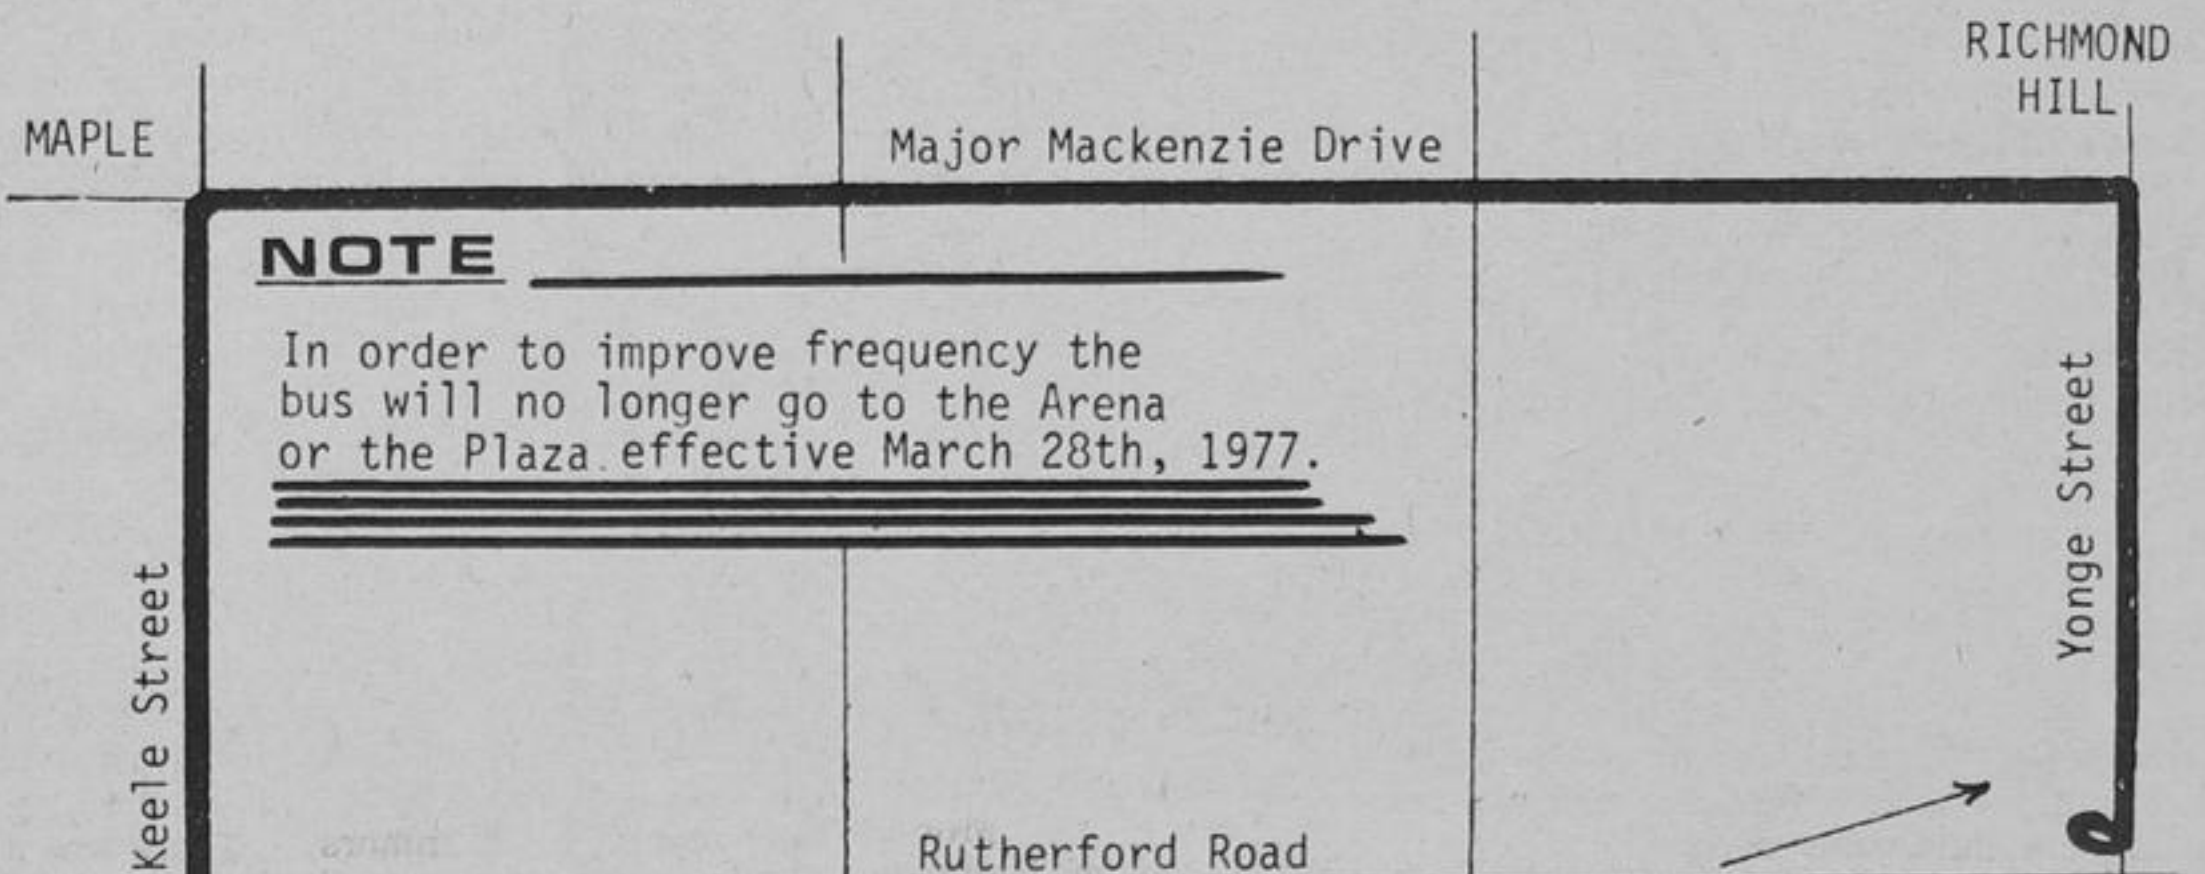 RICHMOND
HILL
MAPLE
Major Mackenzie Drive
NOTE
In order to improve frequency the
bus will no longer go to the Arena
or the Plaza effective March 28th, 1977.
Yonge Street
Keele Street
Rutherford Road